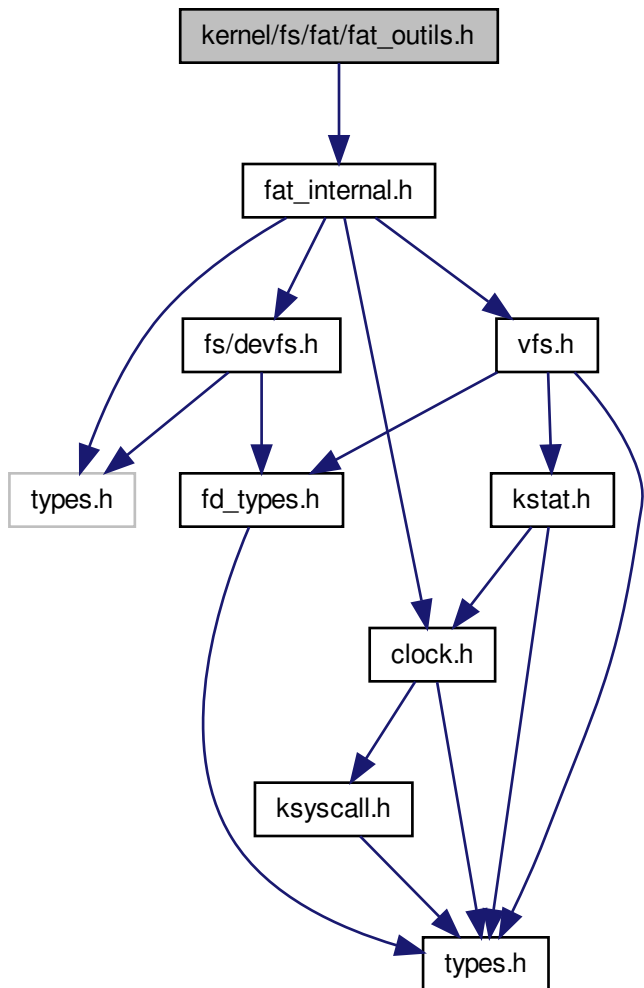 kernel/fs/fat/fat_outils.h
fat_internal.h
fs/devfs.h
vfs.h
types.h
fd_types.h
kstat.h
clock.h
ksyscall.h
types.h